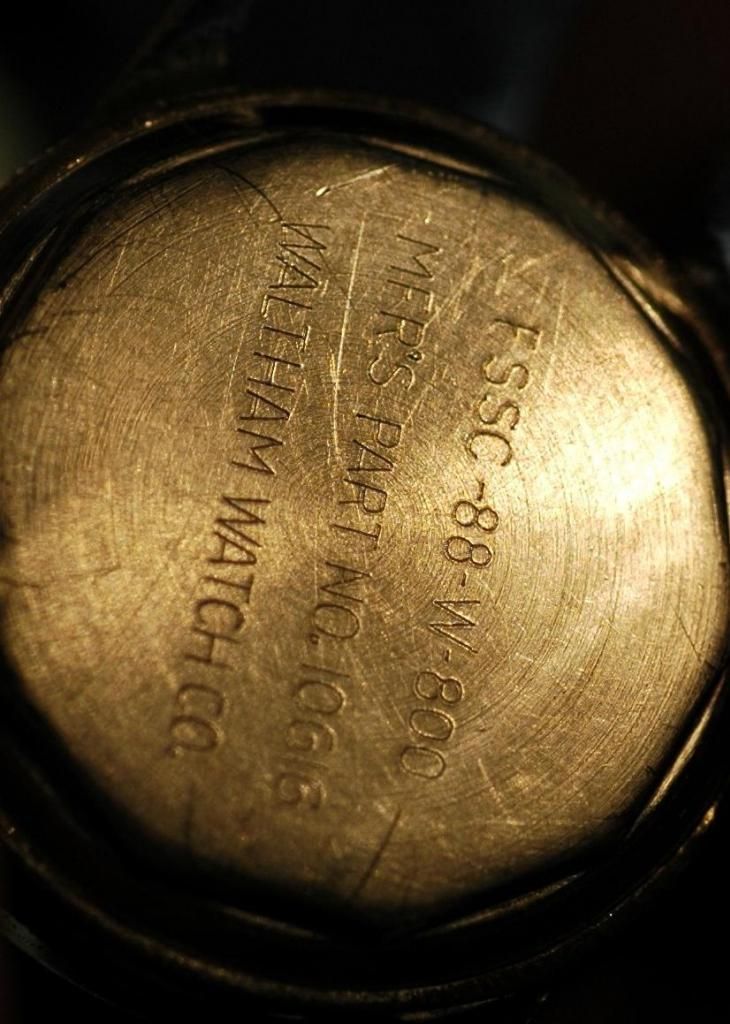 FSSC-88-W-800
MFR'S PART NO. 10616
WALTHAM WATCH CO.